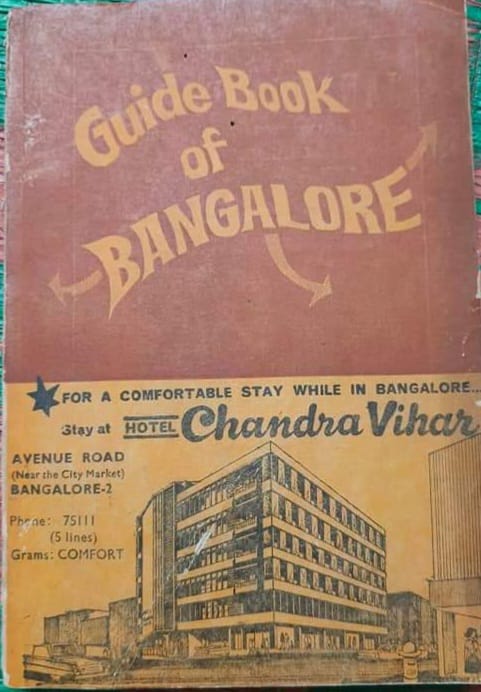 Guide Book
of
BANGALORE
FOR A COMFORTABLE STAY WHILE IN BANGALORE...
Stay at HOTEL Chandra Vihar
AVENUE ROAD
(Near the City Market)
BANGALORE-2
Phone: 75111
(5 lines)
Grams: COMFORT